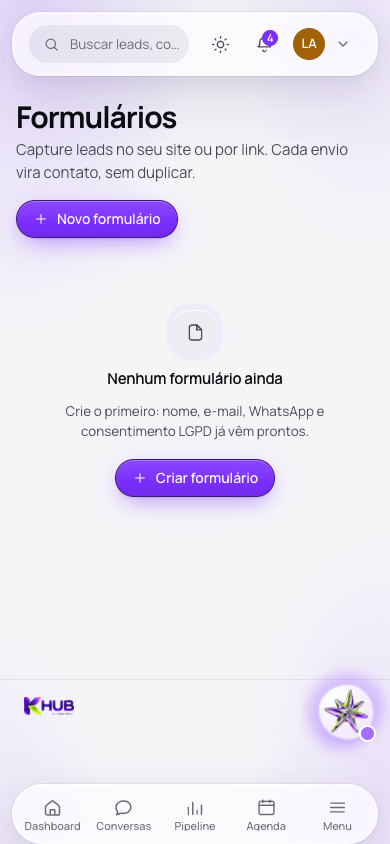 Buscar leads, co...
4
LA
Formulários
Capture leads no seu site ou por link. Cada envio
vira contato, sem duplicar.
Novo formulário
Nenhum formulário ainda
Crie o primeiro: nome, e-mail, WhatsApp e
consentimento LGPD já vêm prontos.
Criar formulário
KHUB
Dashboard
Conversas
Pipeline
Agenda
Menu